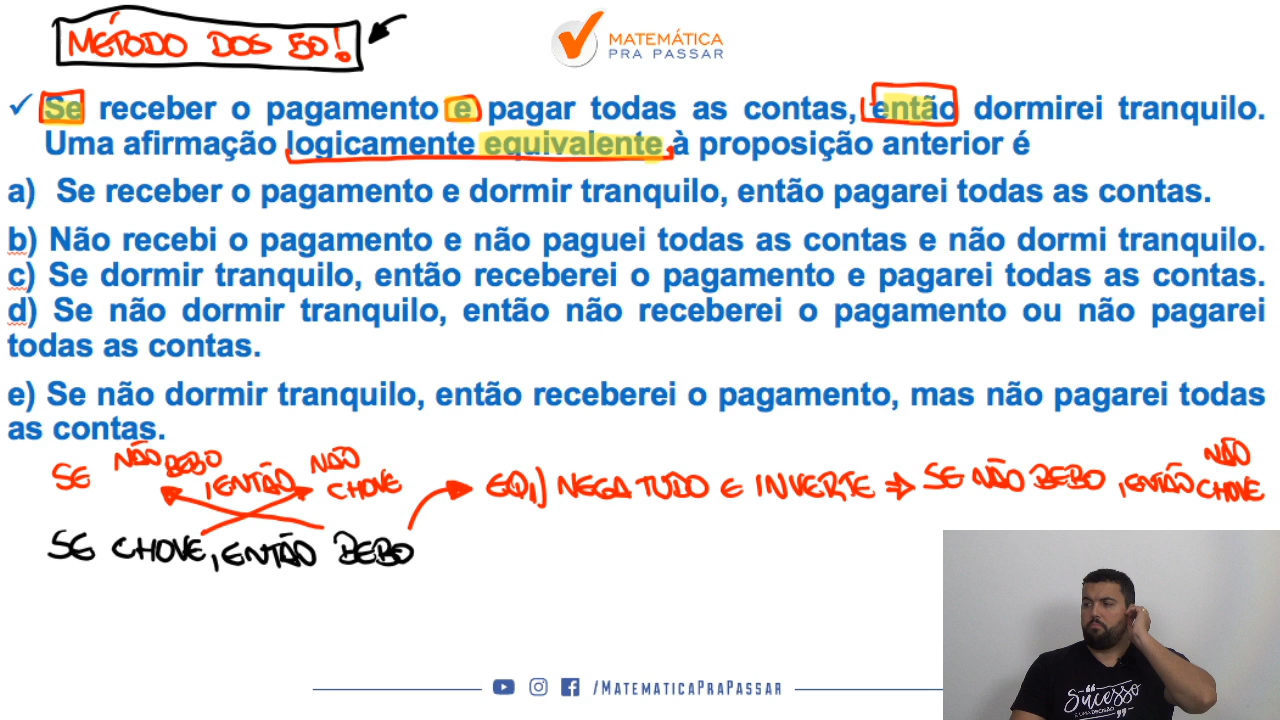 MÉTODO DOS 50!
MATEMÁTICA
PRA PASSAR
✓ Se receber o pagamento e pagar todas as contas, então dormirei tranquilo.
Uma afirmação logicamente equivalente à proposição anterior é
a) Se receber o pagamento e dormir tranquilo, então pagarei todas as contas.
b) Não recebi o pagamento e não paguei todas as contas e não dormi tranquilo.
c) Se dormir tranquilo, então receberei o pagamento e pagarei todas as contas.
d) Se não dormir tranquilo, então não receberei o pagamento ou não pagarei
todas as contas.
e) Se não dormir tranquilo, então receberei o pagamento, mas não pagarei todas
as contas.
SE NÃO BEBO, ENTÃO NÃO CHOVE
EQ1) NEGA TUDO E INVERTE => SE NÃO BEBO, ENTÃO NÃO CHOVE
SE CHOVE, ENTÃO BEBO
"Sucesso
É UMA DECISÃO"
/MATEMATICAPRAPASSAR